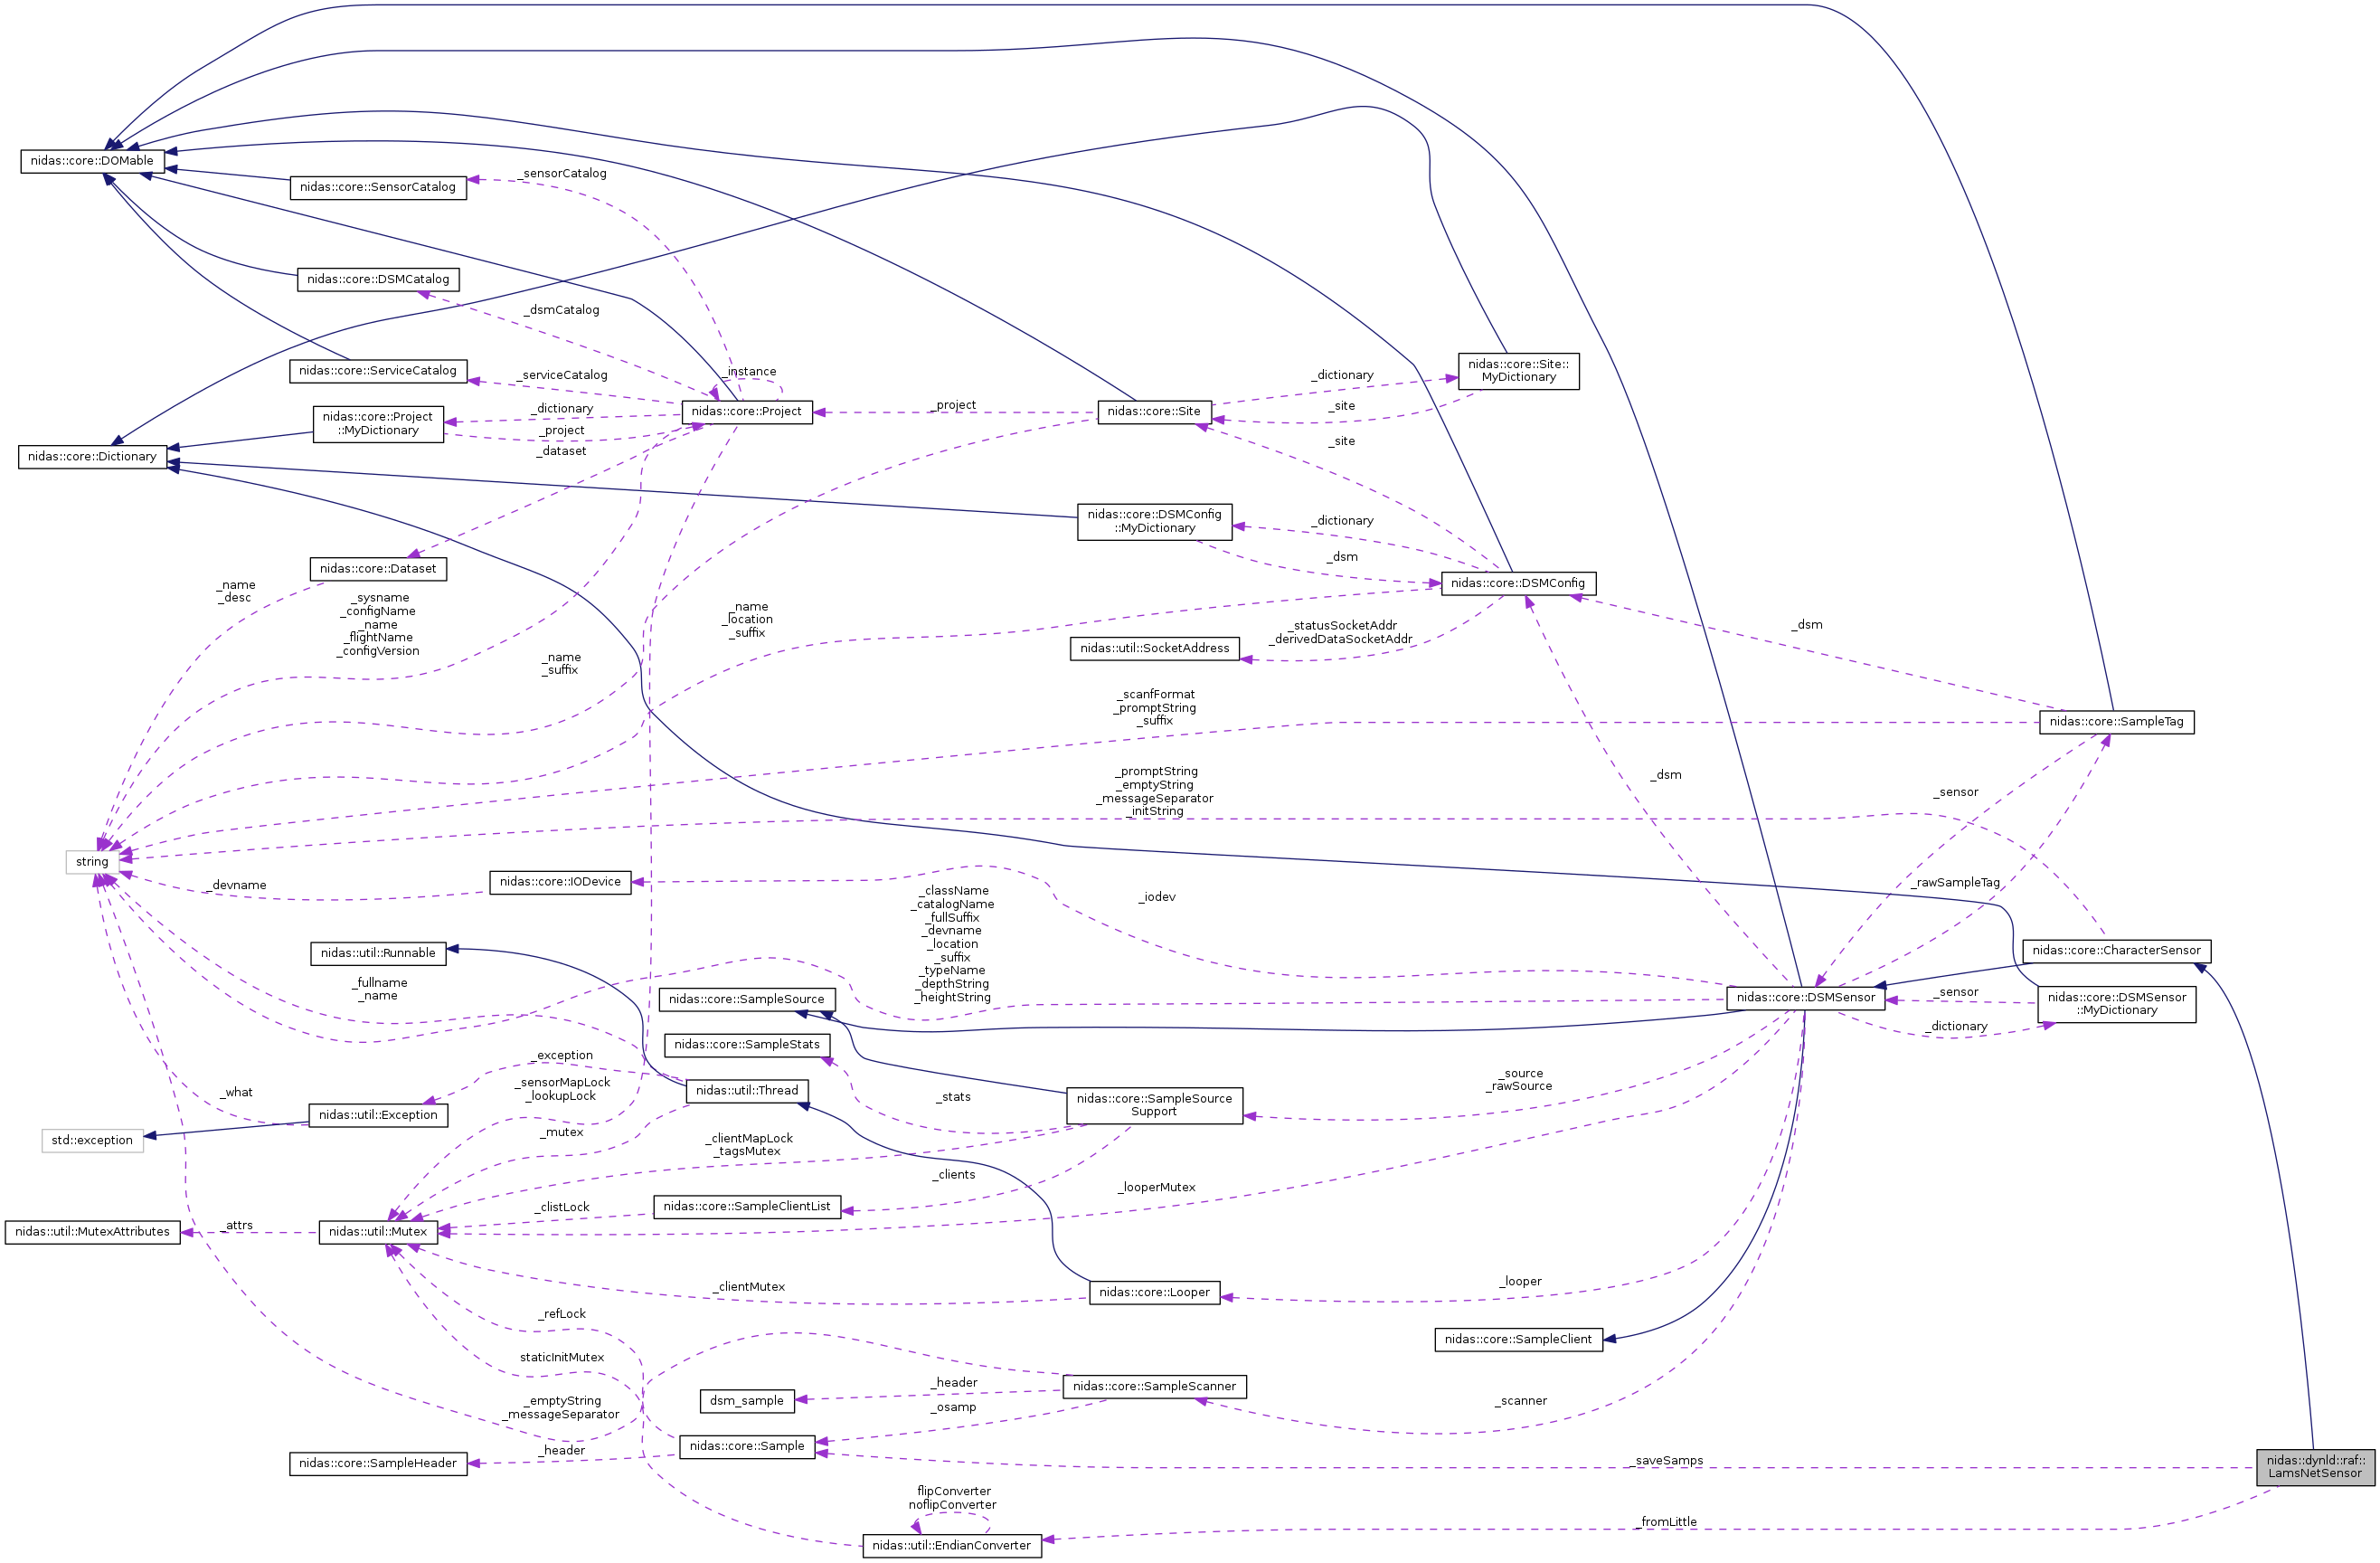 nidas::core::DOMable
nidas::core::SensorCatalog
_sensorCatalog
nidas::core::DSMCatalog
_dsmCatalog
nidas::core::ServiceCatalog
_serviceCatalog
_instance
nidas::core::Project
::MyDictionary
_dictionary
_project
nidas::core::Project
_project
nidas::core::Site
_dictionary
_site
nidas::core::Site::
MyDictionary
nidas::core::Dictionary
_dataset
_site
nidas::core::DSMConfig
::MyDictionary
_dictionary
_dsm
nidas::core::DSMConfig
nidas::core::Dataset
_name
_desc
_sysname
_configName
_name
_flightName
_configVersion
_name
_suffix
_name
_location
_suffix
nidas::util::SocketAddress
_statusSocketAddr
_derivedDataSocketAddr
_dsm
_scanfFormat
_promptString
_suffix
nidas::core::SampleTag
_promptString
_emptyString
_messageSeparator
_initString
_dsm
_sensor
string
_devname
nidas::core::IODevice
_className
_catalogName
_fullSuffix
_devname
_location
_suffix
_typeName
_depthString
_heightString
_iodev
_rawSampleTag
nidas::core::CharacterSensor
nidas::util::Runnable
_fullname
_name
nidas::core::SampleSource
nidas::core::DSMSensor
_sensor
_dictionary
nidas::core::DSMSensor
::MyDictionary
nidas::core::SampleStats
_exception
_sensorMapLock
_lookupLock
nidas::util::Thread
_stats
nidas::core::SampleSource
Support
_source
_rawSource
_what
nidas::util::Exception
std::exception
_mutex
_clientMapLock
_tagsMutex
_clients
_looperMutex
nidas::util::MutexAttributes
_attrs
nidas::util::Mutex
_clistLock
nidas::core::SampleClientList
_clientMutex
nidas::core::Looper
_looper
_refLock
nidas::core::SampleClient
staticInitMutex
_emptyString
_messageSeparator
dsm_sample
_header
_osamp
nidas::core::SampleScanner
_scanner
nidas::core::SampleHeader
_header
nidas::core::Sample
_saveSamps
nidas::dynld::raf::
LamsNetSensor
flipConverter
noflipConverter
nidas::util::EndianConverter
_fromLittle